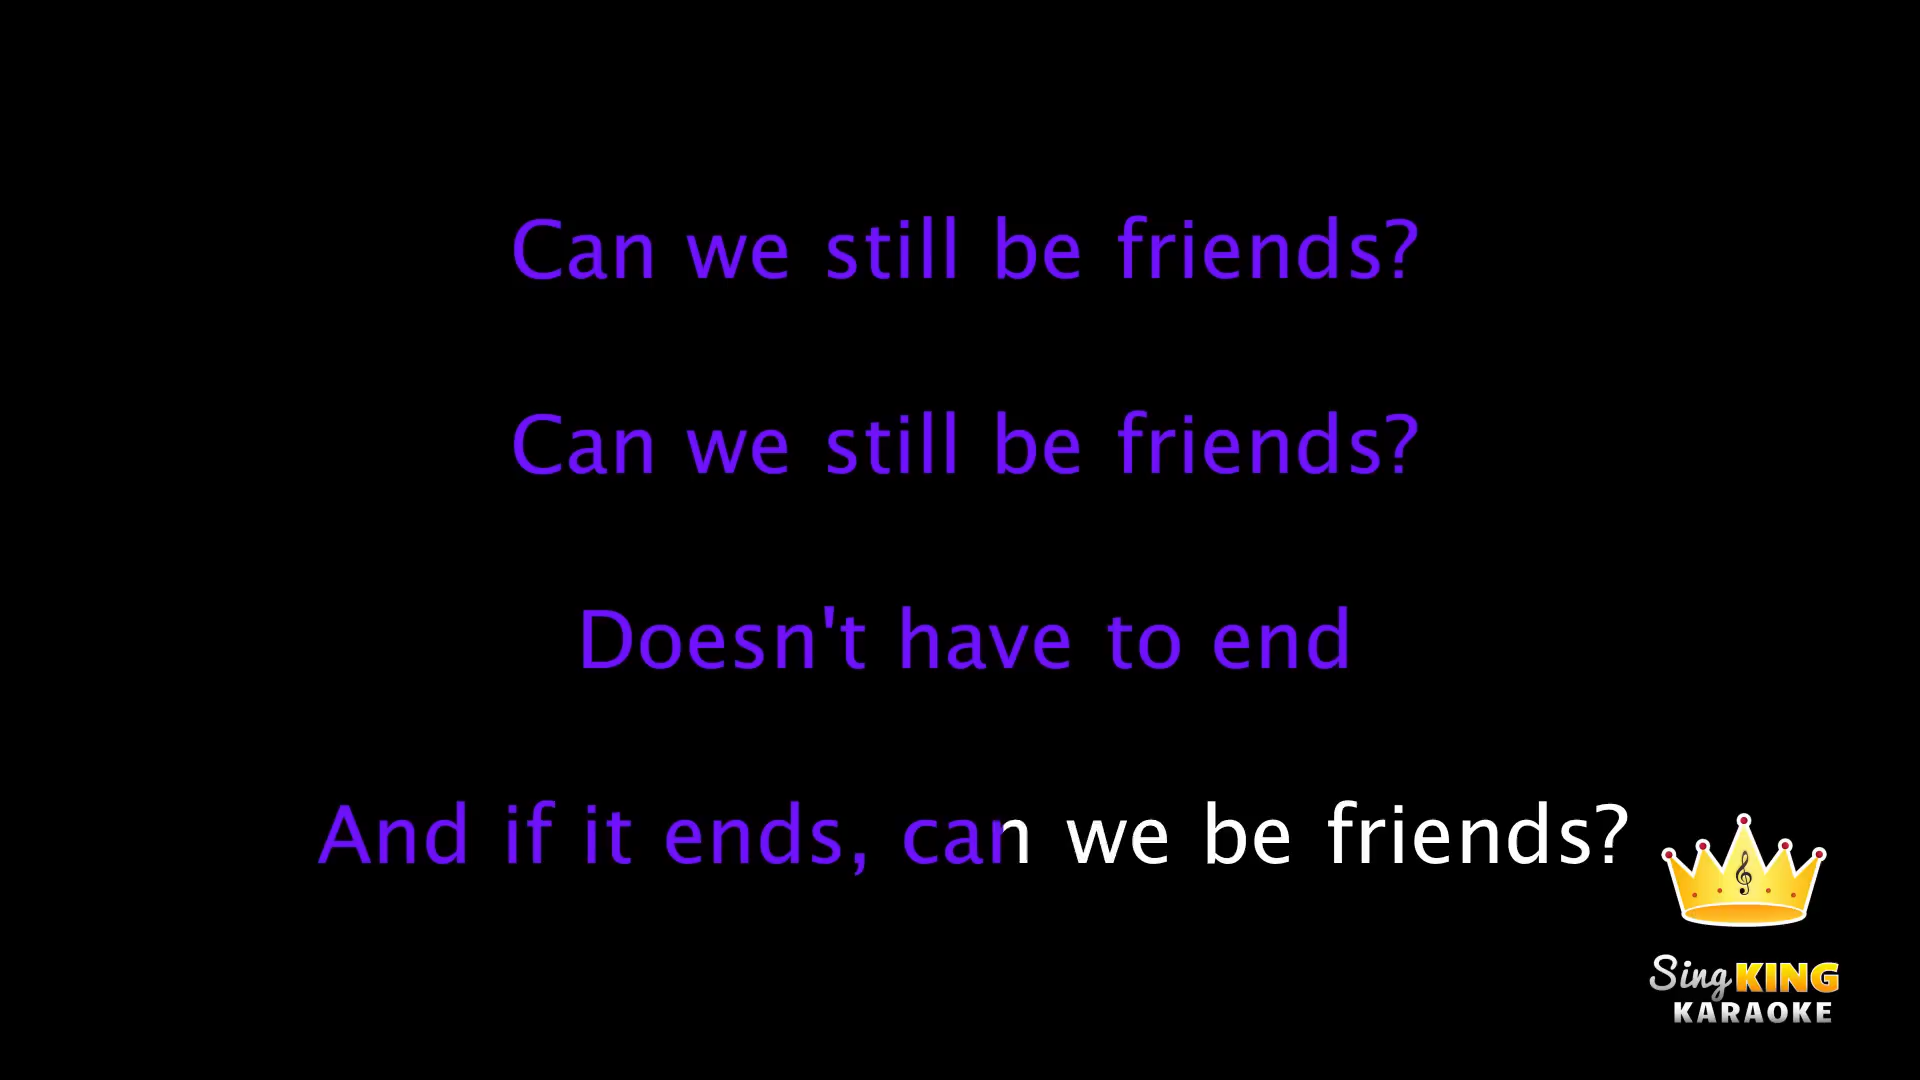 Can we still be friends?
Can we still be friends?
Doesn't have to end
And if it ends, can we be friends?
Sing KING
KARAOKE